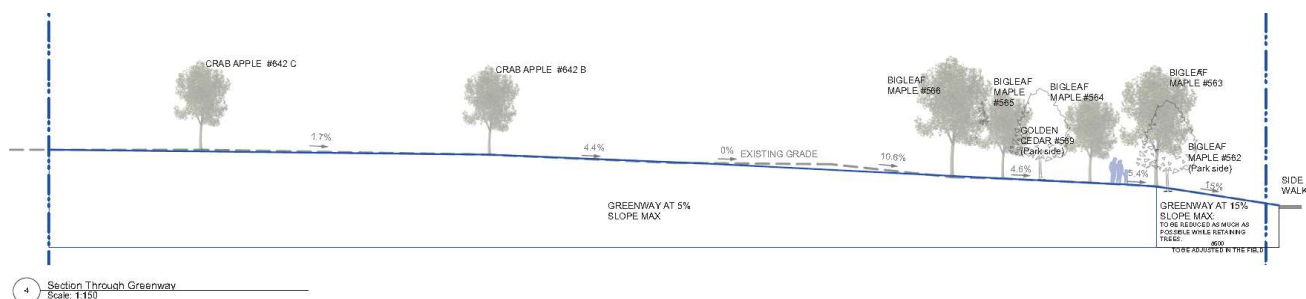 CRAB APPLE #642 C
CRAB APPLE #642 B
BIGLEAF
MAPLE #566
BIGLEAF
MAPLE
#565
BIGLEAF
MAPLE #564
BIGLEAF
MAPLE #563
GOLDEN
CEDAR #569
(Park side)
BIGLEAF
MAPLE #562
(Park side)
1.7%
4.4%
0%
EXISTING GRADE
10.6%
4.6%
5.4%
15%
SIDE
WALK
GREENWAY AT 5%
SLOPE MAX
GREENWAY AT 15%
SLOPE MAX:
TO BE REDUCED AS MUCH AS
POSSIBLE WHILE RETAINING
TREES.
TO BE ADJUSTED IN THE FIELD
4
Section Through Greenway
Scale: 1:150